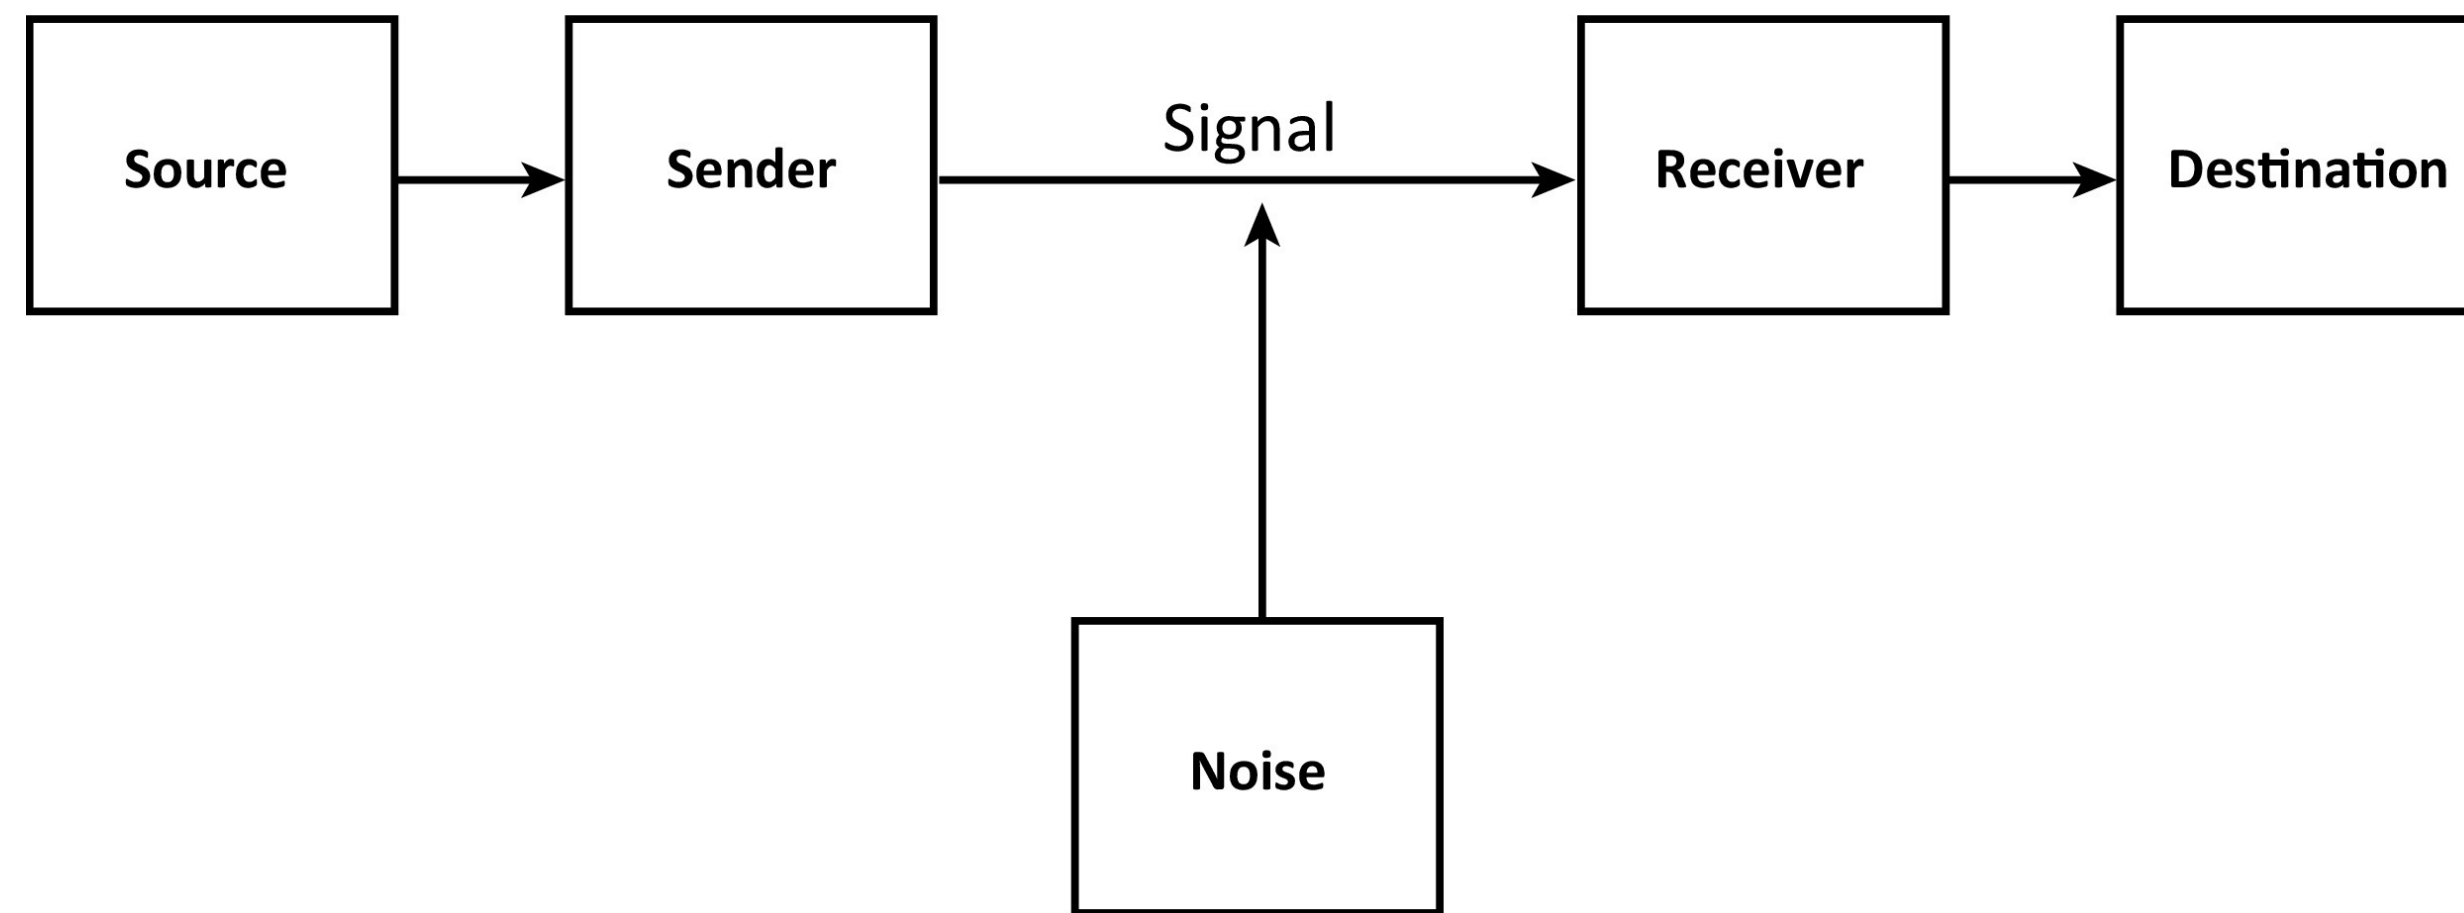 Signal
Source
Sender
Receiver
Destination
Noise